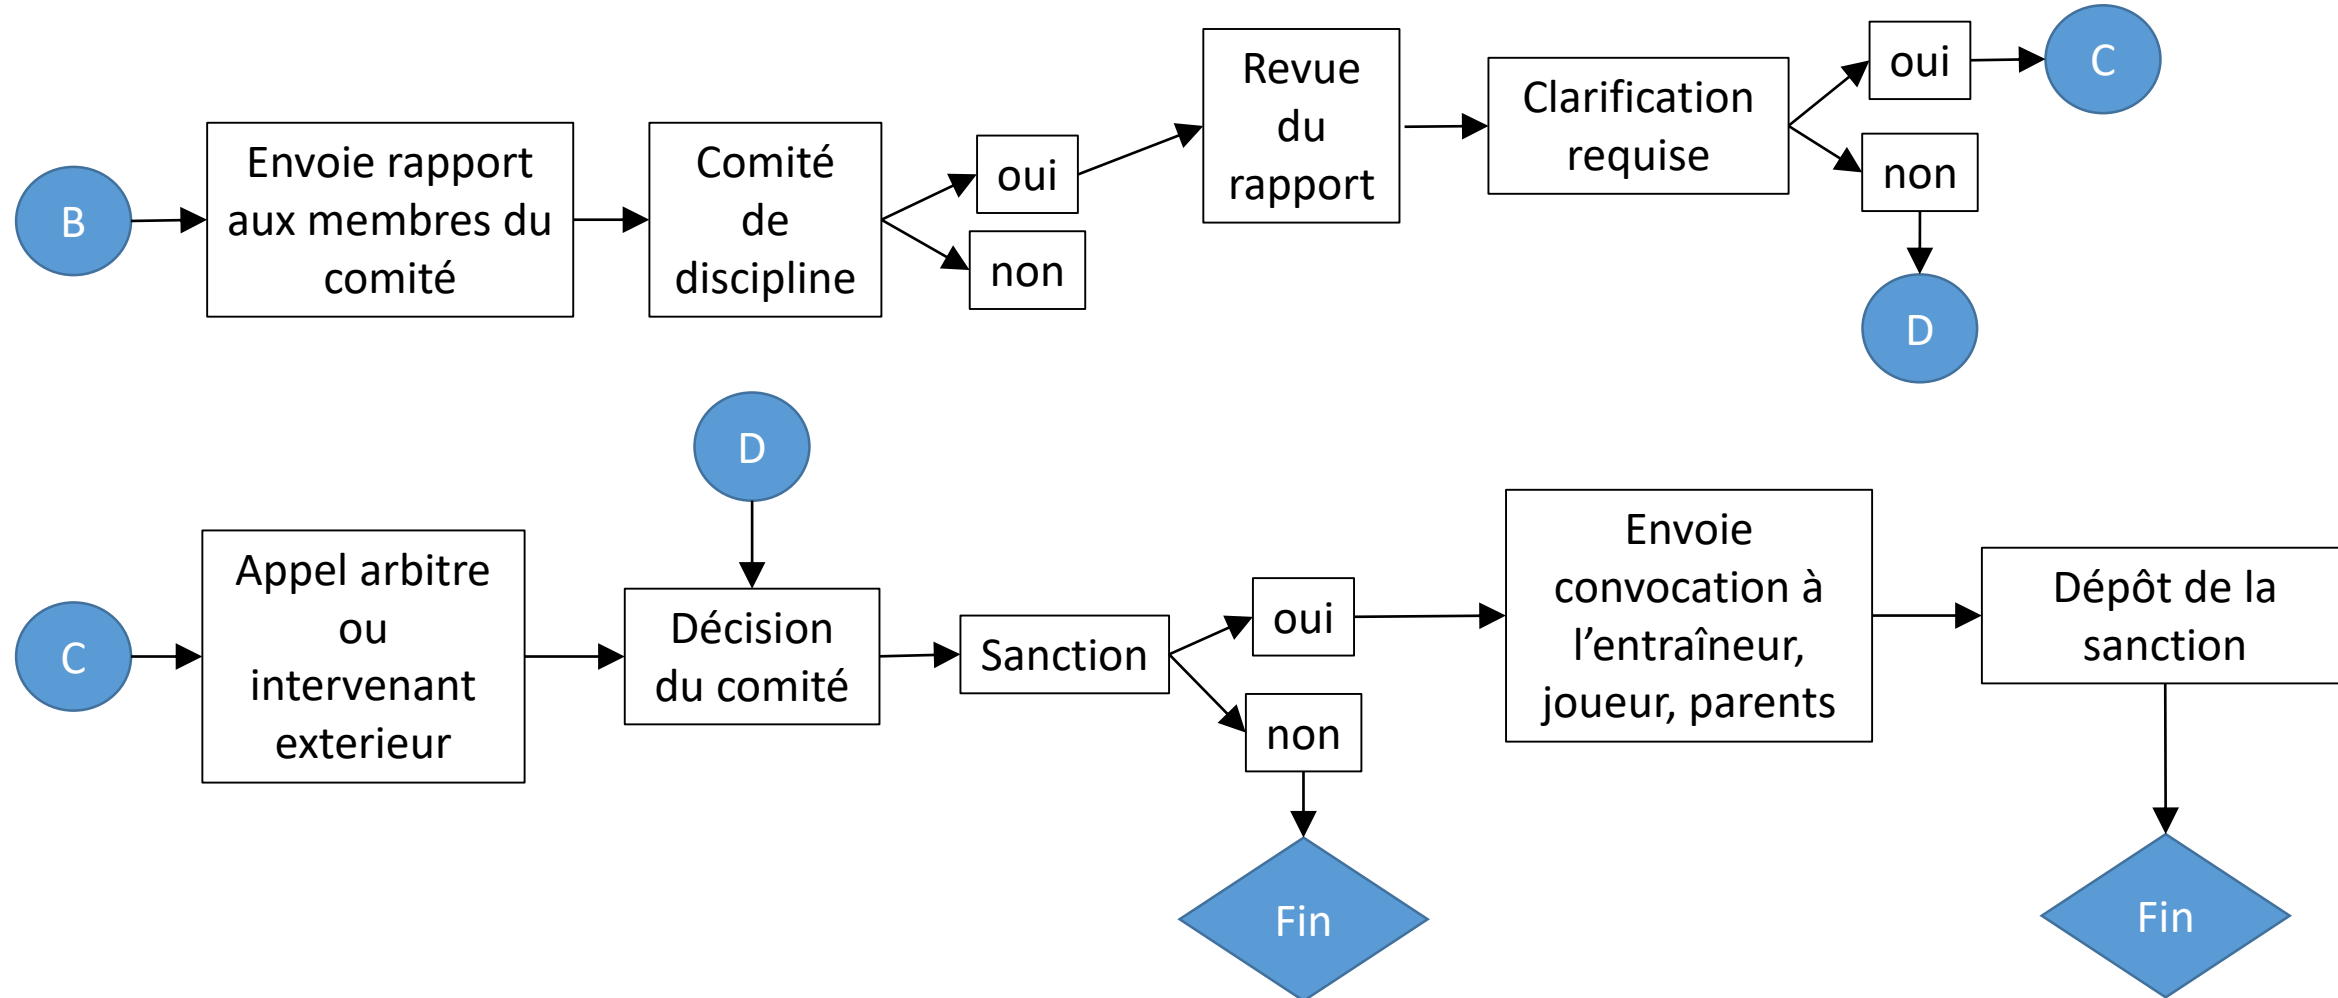 B
Envoie rapport
aux membres du
comité
Comité
de
discipline
oui
non
Revue
du
rapport
Clarification
requise
oui
non
C
D
C
Appel arbitre
ou
intervenant
exterieur
D
Décision
du comité
Sanction
oui
non
Fin
Envoie
convocation à
l’entraîneur,
joueur, parents
Dépôt de la
sanction
Fin